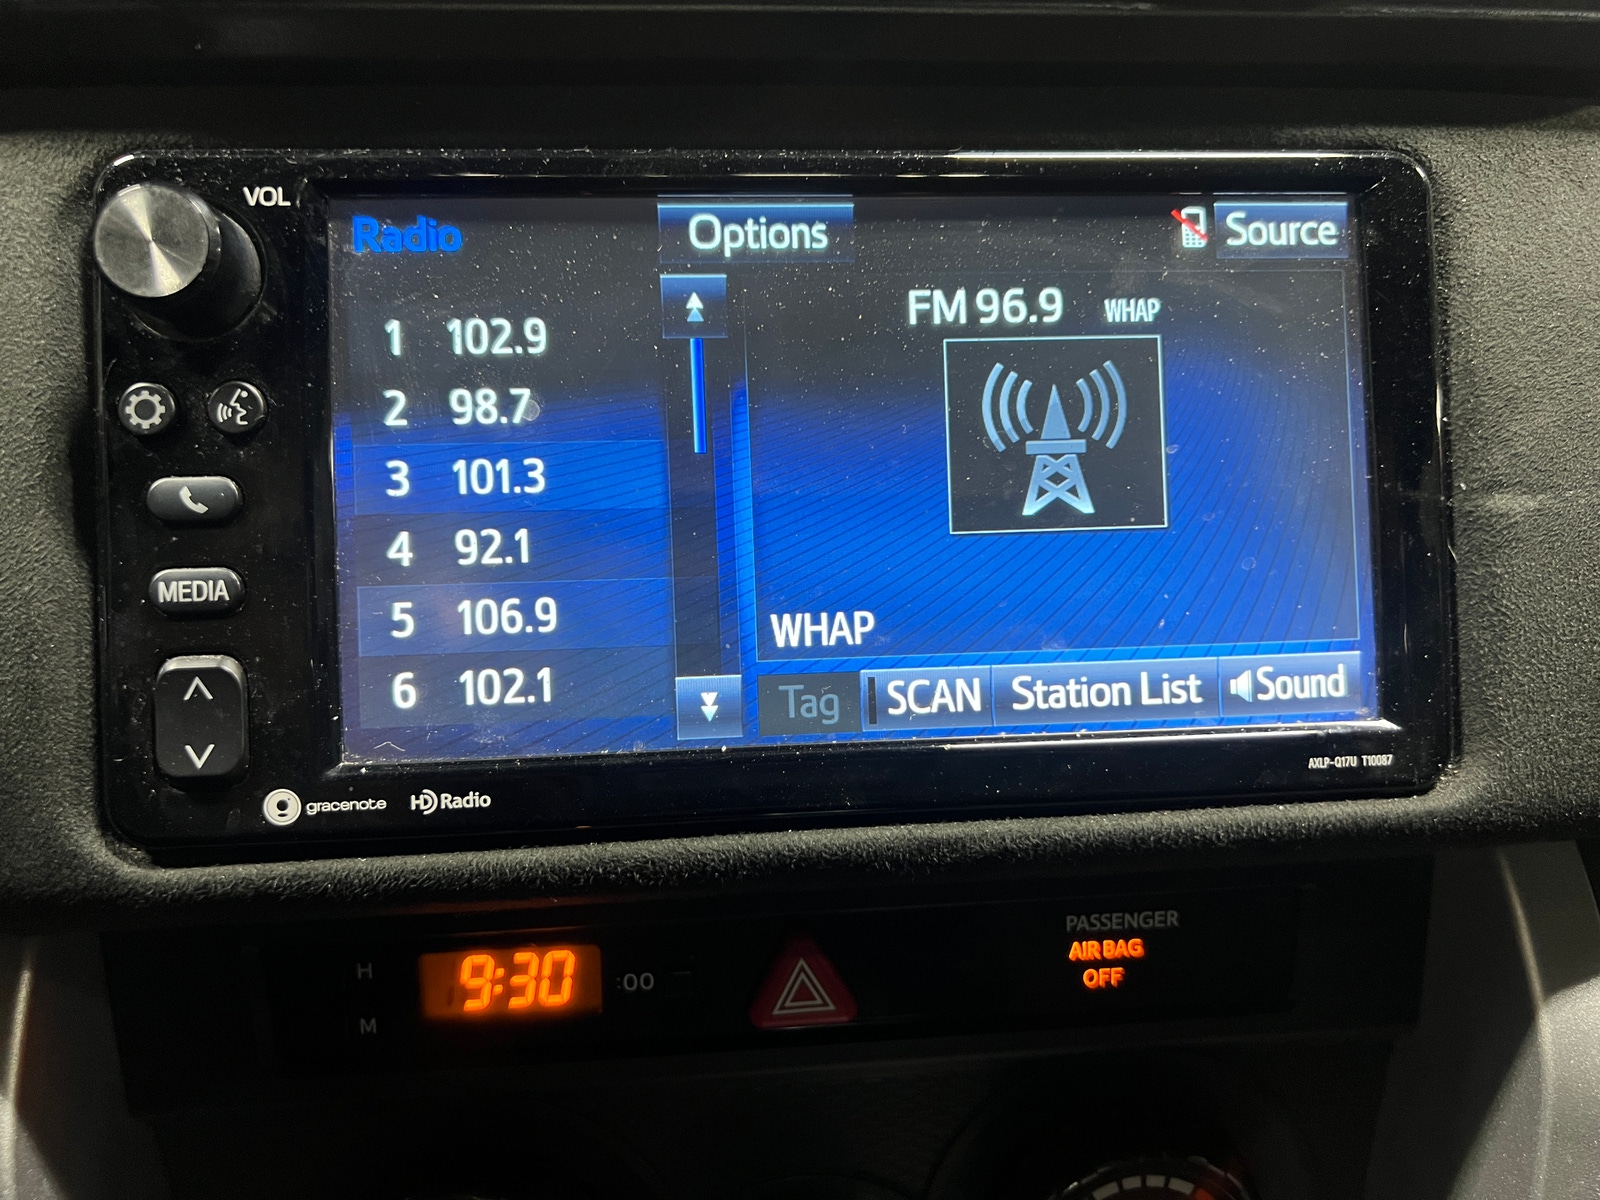 VOL
Radio
Options
Source
1 102.9
2 98.7
3 101.3
4 92.1
5 106.9
6 102.1
FM 96.9 WHAP
WHAP
Tag
SCAN
Station List
Sound
MEDIA
AXLP-Q17U T10087
gracenote
HD Radio
H
M
9:30
:00
PASSENGER
AIR BAG
OFF